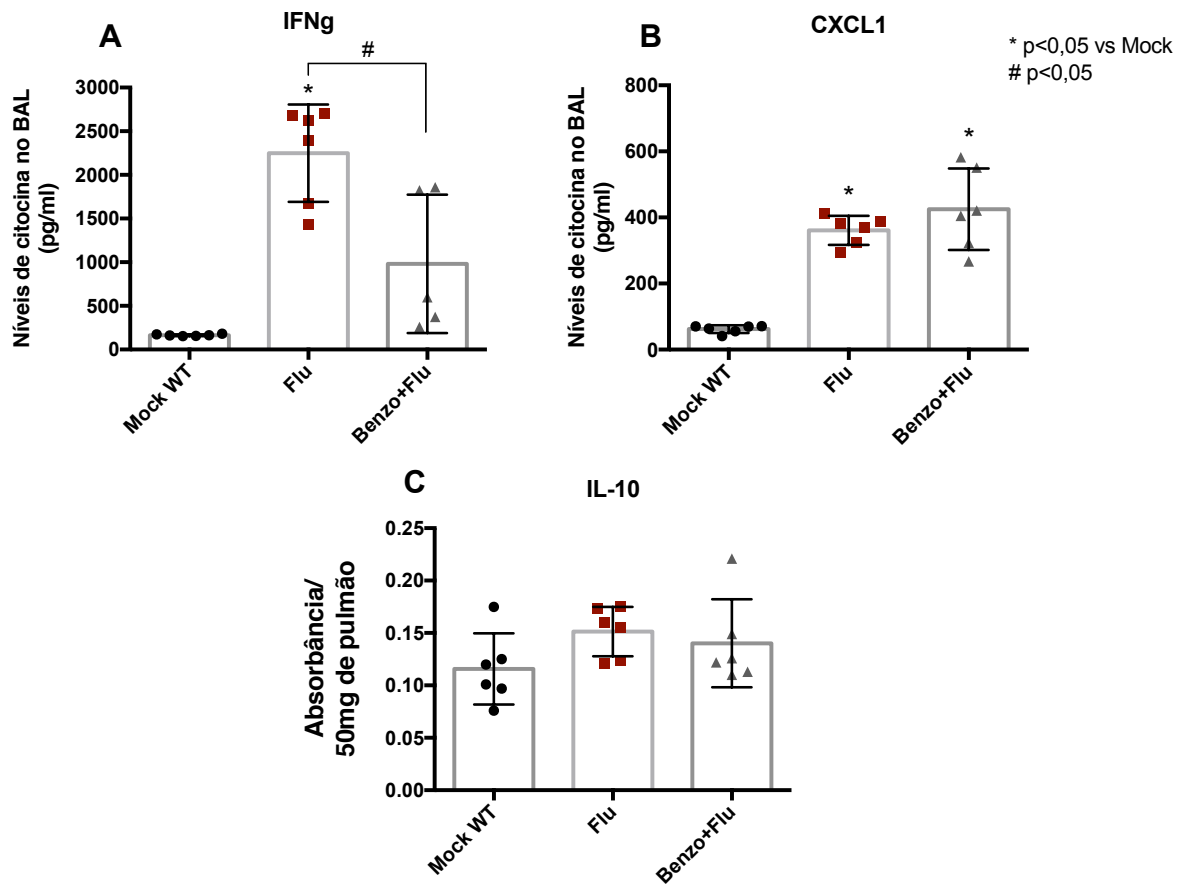 A
IFNg
#
*
Níveis de citocina no BAL
(pg/ml)
3000
2500
2000
1500
1000
500
0
Mock WT
Flu
Benzo+Flu
B
CXCL1
* p<0,05 vs Mock
# p<0,05
*
*
Níveis de citocina no BAL
(pg/ml)
800
600
400
200
0
Mock WT
Flu
Benzo+Flu
C
IL-10
Absorbância/
50mg de pulmão
0.25
0.20
0.15
0.10
0.05
0.00
Mock WT
Flu
Benzo+Flu